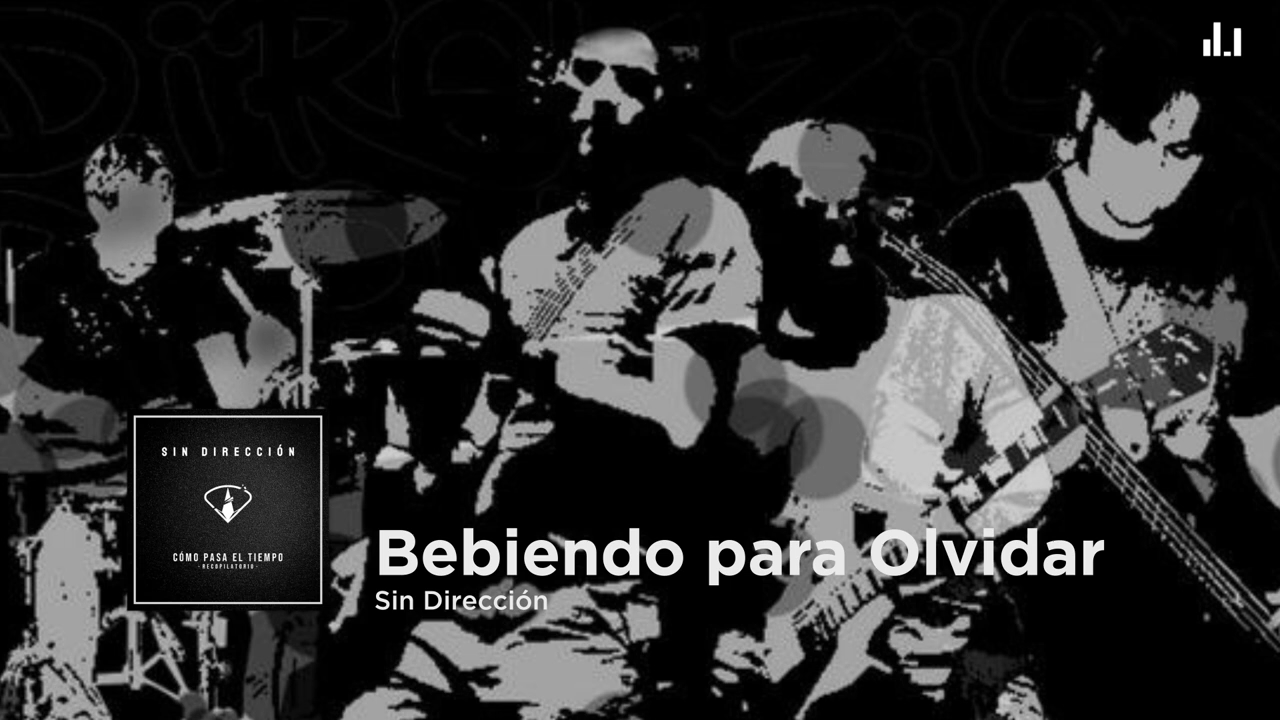 SIN DIRECCIÓN
CÓMO PASA EL TIEMPO
·RECOPILATORIO·
Bebiendo para Olvidar
Sin Dirección